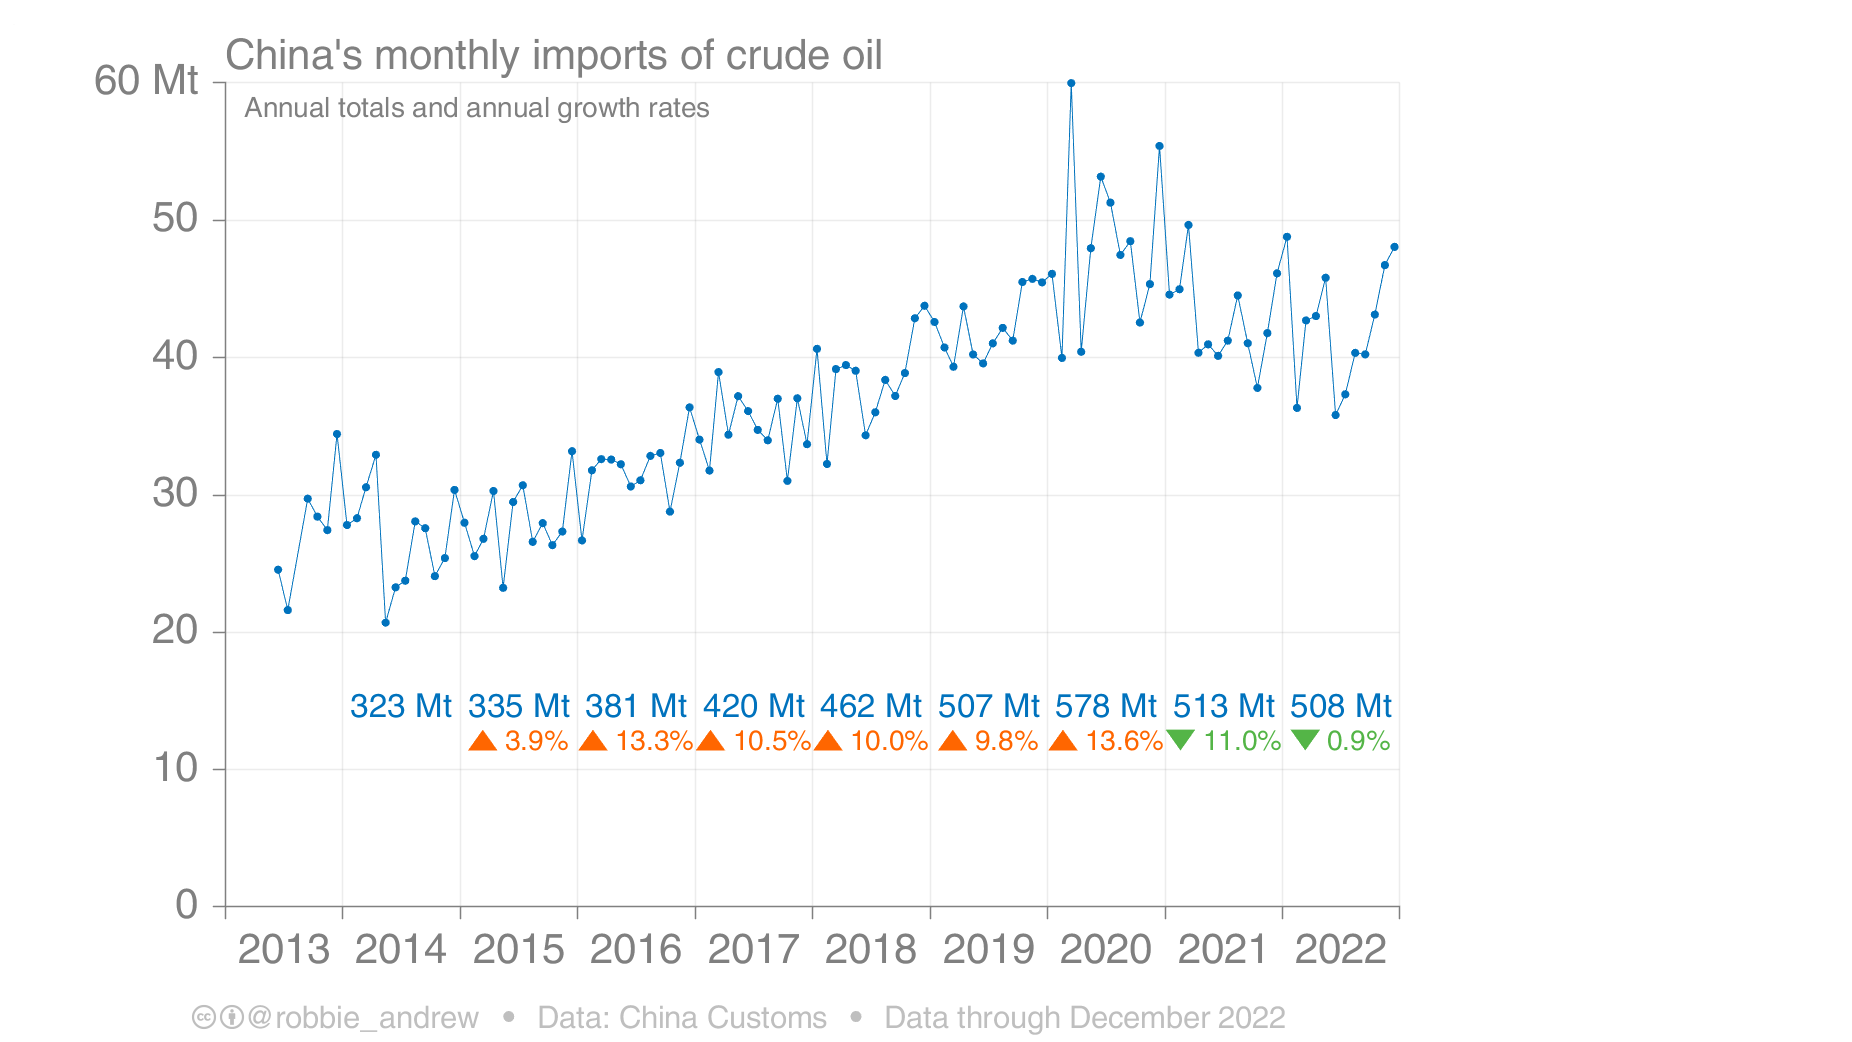 China's monthly imports of crude oil
60 Mt
Annual totals and annual growth rates
50
40
30
20
323 Mt 335 Mt 381 Mt 420 Mt 462 Mt 507 Mt 578 Mt 513 Mt 508 Mt
▲ 3.9% ▲ 13.3% ▲ 10.5% ▲ 10.0% ▲ 9.8% ▲ 13.6% ▼ 11.0% ▼ 0.9%
10
0
2013 2014 2015 2016 2017 2018 2019 2020 2021 2022
@robbie_andrew • Data: China Customs • Data through December 2022